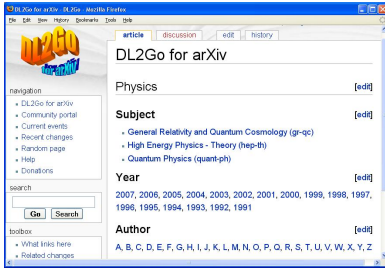 DL2Go for arXiv - DL2Go - Mozilla Firefox
File Edit View History Bookmarks Tools Help
DL2Go
for arXiv
article discussion edit history
DL2Go for arXiv
Physics [edit]
navigation
DL2Go for arXiv
Community portal
Current events
Recent changes
Random page
Help
Donations
search
Go Search
toolbox
What links here
Related changes
Subject [edit]
General Relativity and Quantum Cosmology (gr-qc)
High Energy Physics - Theory (hep-th)
Quantum Physics (quant-ph)
Year [edit]
2007, 2006, 2005, 2004, 2003, 2002, 2001, 2000, 1999, 1998, 1997,
1996, 1995, 1994, 1993, 1992, 1991
Author [edit]
A, B, C, D, E, F, G, H, I, J, K, L, M, N, O, P, Q, R, S, T, U, V, W, X, Y, Z